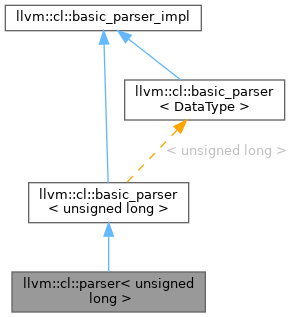 llvm::cl::basic_parser_impl
llvm::cl::basic_parser
< DataType >
< unsigned long >
llvm::cl::basic_parser
< unsigned long >
llvm::cl::parser< unsigned
long >